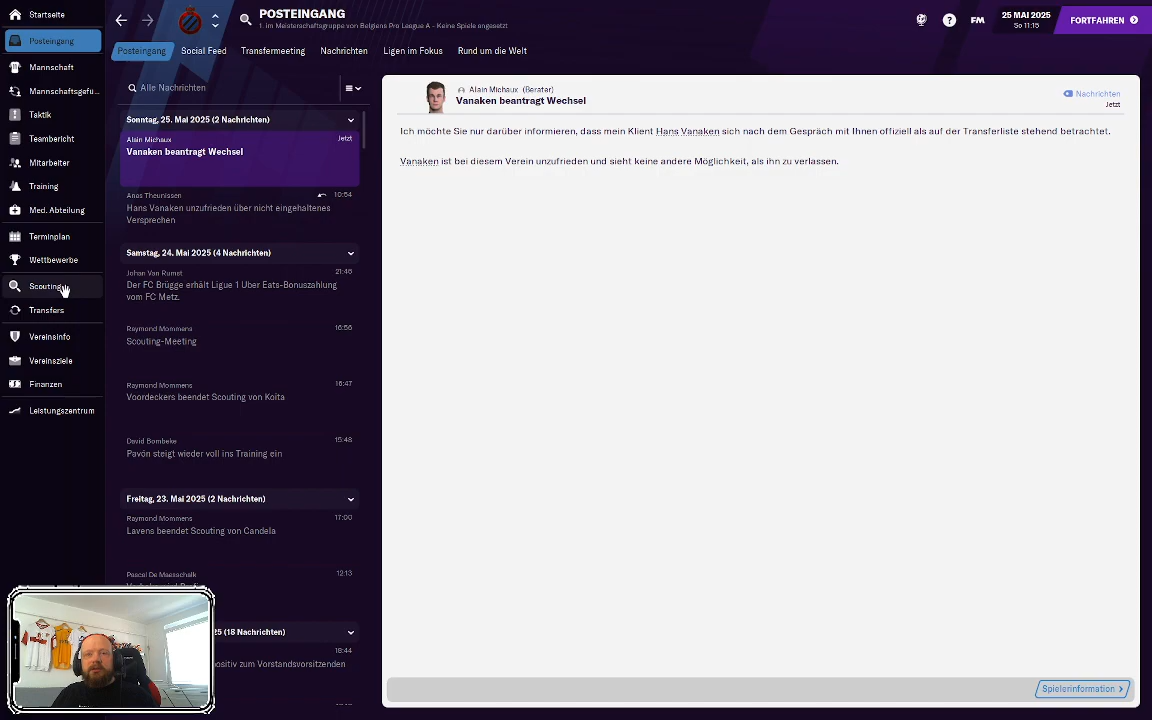 Startseite
Posteingang
Mannschaft
Mannschaftsgefü...
Taktik
Teambericht
Mitarbeiter
Training
Med. Abteilung
Terminplan
Wettbewerbe
Scouting
Transfers
Vereinsinfo
Vereinsziele
Finanzen
Leistungszentrum
POSTEINGANG
1. im Meisterschaftsgruppe von Belgiens Pro League A - Keine Spiele angesetzt
FM
25 MAI 2025
So 11:15
FORTFAHREN
Posteingang
Social Feed
Transfermeeting
Nachrichten
Ligen im Fokus
Rund um die Welt
Alle Nachrichten
Sonntag, 25. Mai 2025 (2 Nachrichten)
Alain Michaux Jetzt
Vanaken beantragt Wechsel
Anas Theunissen 10:54
Hans Vanaken unzufrieden über nicht eingehaltenes
Versprechen
Samstag, 24. Mai 2025 (4 Nachrichten)
Johan Van Rumst 21:48
Der FC Brügge erhält Ligue 1 Uber Eats-Bonuszahlung
vom FC Metz.
Raymond Mommens 16:56
Scouting-Meeting
Raymond Mommens 16:47
Voordeckers beendet Scouting von Koïta
David Bombeke 15:48
Pavón steigt wieder voll ins Training ein
Freitag, 23. Mai 2025 (2 Nachrichten)
Raymond Mommens 17:00
Lavens beendet Scouting von Candela
Pascal De Maesschalk 12:13
25 (18 Nachrichten)
18:44
ositiv zum Vorstandsvorsitzenden
Alain Michaux (Berater)
Vanaken beantragt Wechsel
Nachrichten
Jetzt
Ich möchte Sie nur darüber informieren, dass mein Klient Hans Vanaken sich nach dem Gespräch mit Ihnen offiziell als auf der Transferliste stehend betrachtet.
Vanaken ist bei diesem Verein unzufrieden und sieht keine andere Möglichkeit, als ihn zu verlassen.
Spielerinformation